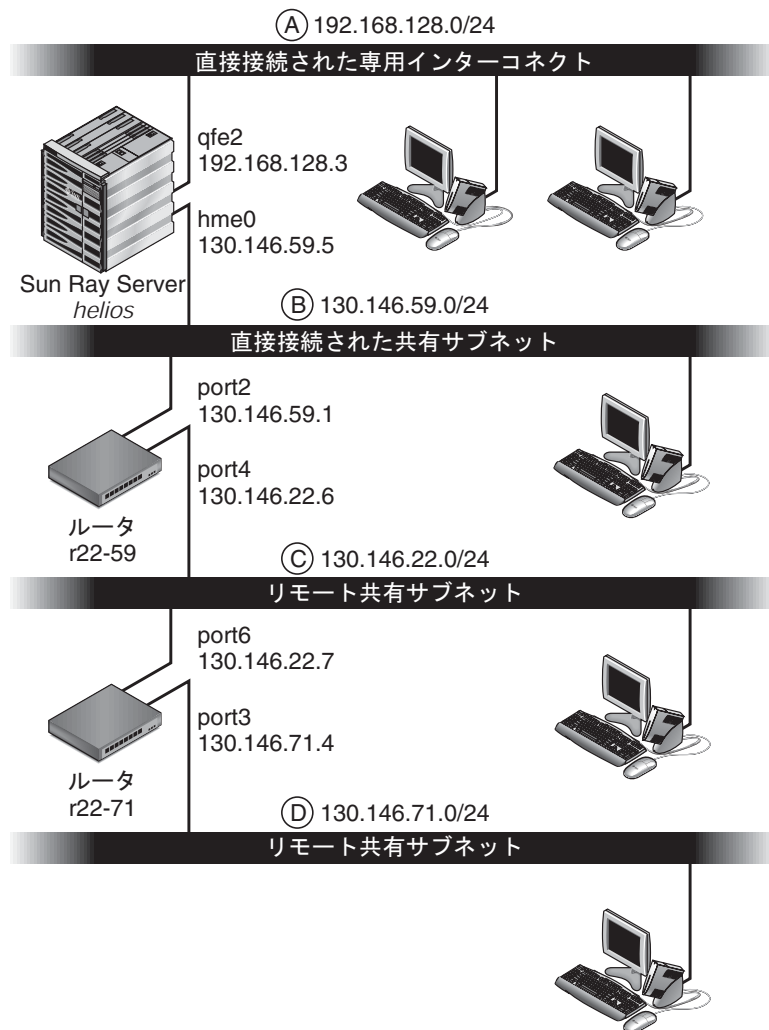 A 192.168.128.0/24
直接接続された専用インターコネクト
qfe2
192.168.128.3
hme0
130.146.59.5
Sun Ray Server
helios
B 130.146.59.0/24
直接接続された共有サブネット
port2
130.146.59.1
port4
130.146.22.6
ルータ
r22-59
C 130.146.22.0/24
リモート共有サブネット
port6
130.146.22.7
port3
130.146.71.4
ルータ
r22-71
D 130.146.71.0/24
リモート共有サブネット